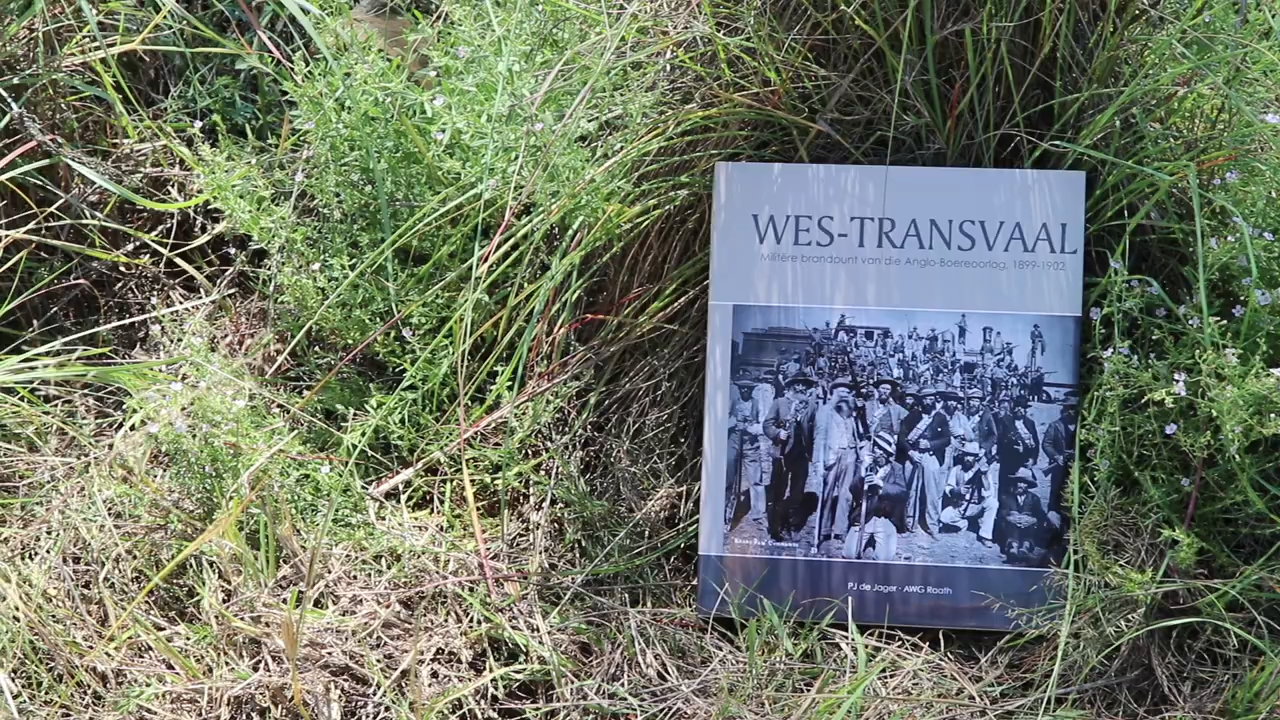 WES-TRANSVAAL
Militêre brandpunt van die Anglo-Boereoorlog, 1899-1902
PJ de Jager - AWG Raath